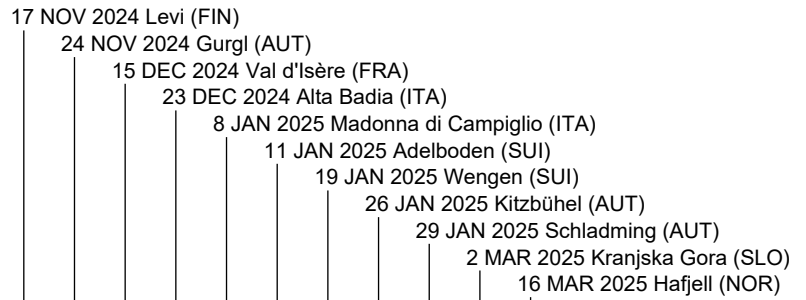 17 NOV 2024 Levi (FIN)
24 NOV 2024 Gurgl (AUT)
15 DEC 2024 Val d'Isère (FRA)
23 DEC 2024 Alta Badia (ITA)
8 JAN 2025 Madonna di Campiglio (ITA)
11 JAN 2025 Adelboden (SUI)
19 JAN 2025 Wengen (SUI)
26 JAN 2025 Kitzbühel (AUT)
29 JAN 2025 Schladming (AUT)
2 MAR 2025 Kranjska Gora (SLO)
16 MAR 2025 Hafjell (NOR)